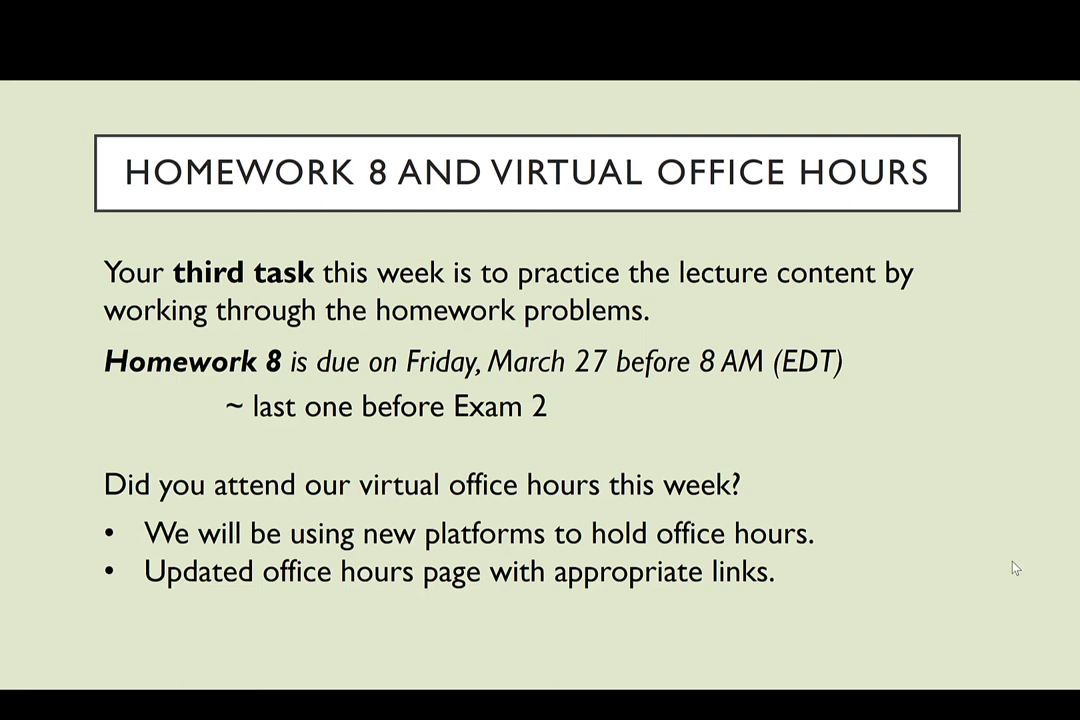 HOMEWORK 8 AND VIRTUAL OFFICE HOURS
Your third task this week is to practice the lecture content by
working through the homework problems.
Homework 8 is due on Friday, March 27 before 8 AM (EDT)
~ last one before Exam 2
Did you attend our virtual office hours this week?
• We will be using new platforms to hold office hours.
• Updated office hours page with appropriate links.